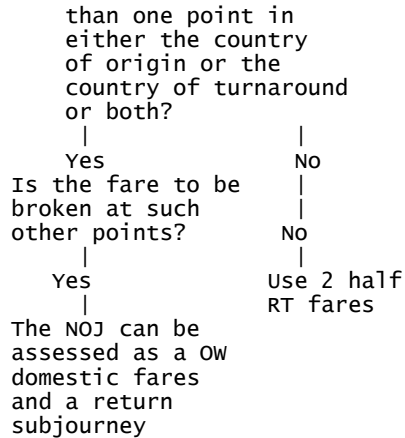 than one point in
either the country
of origin or the
country of turnaround
or both?
| |
Yes No
Is the fare to be |
broken at such |
other points? No
| |
Yes Use 2 half
| RT fares
The NOJ can be
assessed as a OW
domestic fares
and a return
subjourney